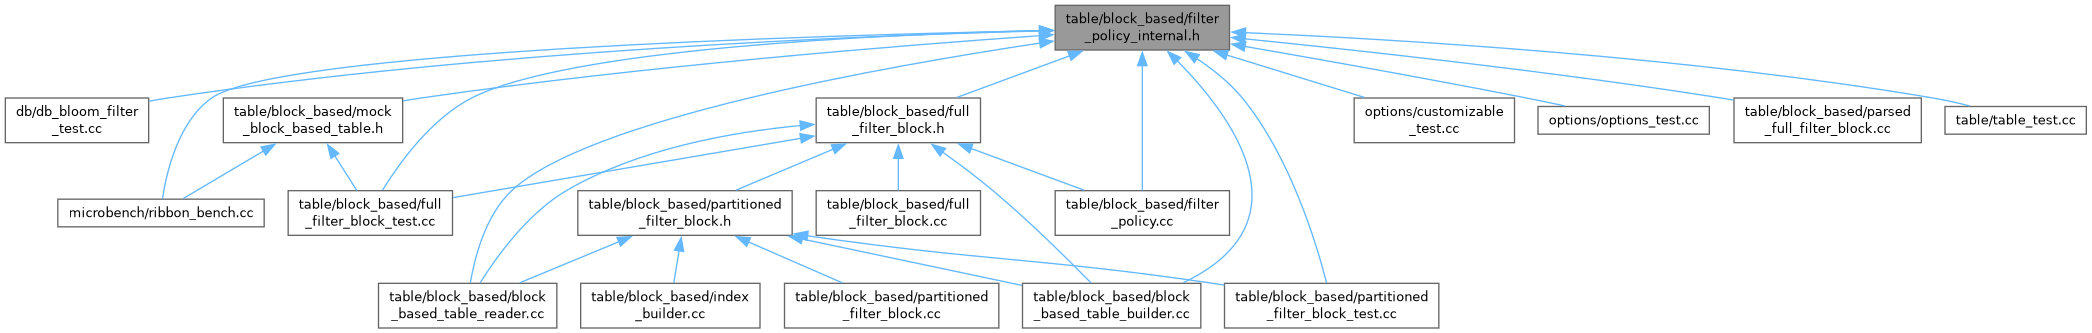 table/block_based/filter
_policy_internal.h
db/db_bloom_filter
_test.cc
table/block_based/mock
_block_based_table.h
table/block_based/full
_filter_block.h
options/customizable
_test.cc
options/options_test.cc
table/block_based/parsed
_full_filter_block.cc
table/table_test.cc
microbench/ribbon_bench.cc
table/block_based/full
_filter_block_test.cc
table/block_based/partitioned
_filter_block.h
table/block_based/full
_filter_block.cc
table/block_based/filter
_policy.cc
table/block_based/block
_based_table_reader.cc
table/block_based/index
_builder.cc
table/block_based/partitioned
_filter_block.cc
table/block_based/block
_based_table_builder.cc
table/block_based/partitioned
_filter_block_test.cc